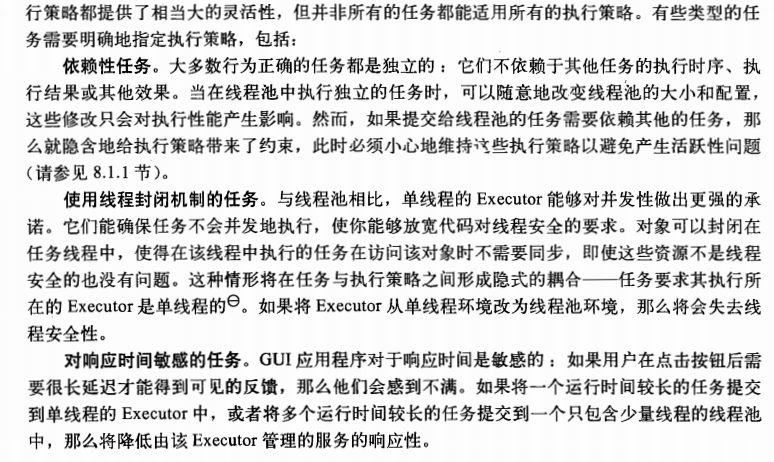 行策略都提供了相当大的灵活性，但并非所有的任务都能适用所有的执行策略。有些类型的任
务需要明确地指定执行策略，包括：
依赖性任务。大多数行为正确的任务都是独立的：它们不依赖于其他任务的执行时序、执
行结果或其他效果。当在线程池中执行独立的任务时，可以随意地改变线程池的大小和配置，
这些修改只会对执行性能产生影响。然而，如果提交给线程池的任务需要依赖其他的任务，那
么就隐含地给执行策略带来了约束，此时必须小心地维持这些执行策略以避免产生活跃性问题
（请参见 8.1.1 节）。
使用线程封闭机制的任务。与线程池相比，单线程的 Executor 能够对并发性做出更强的承
诺。它们能确保任务不会并发地执行，使你能够放宽代码对线程安全的要求。对象可以封闭在
任务线程中，使得在该线程中执行的任务在访问该对象时不需要同步，即使这些资源不是线程
安全的也没有问题。这种情形将在任务与执行策略之间形成隐式的耦合——任务要求其执行所
在的 Executor 是单线程的㊀。如果将 Executor 从单线程环境改为线程池环境，那么将会失去线
程安全性。
对响应时间敏感的任务。GUI 应用程序对于响应时间是敏感的：如果用户在点击按钮后需
要很长延迟才能得到可见的反馈，那么他们会感到不满。如果将一个运行时间较长的任务提交
到单线程的 Executor 中，或者将多个运行时间较长的任务提交到一个只包含少量线程的线程池
中，那么将降低由该 Executor 管理的服务的响应性。